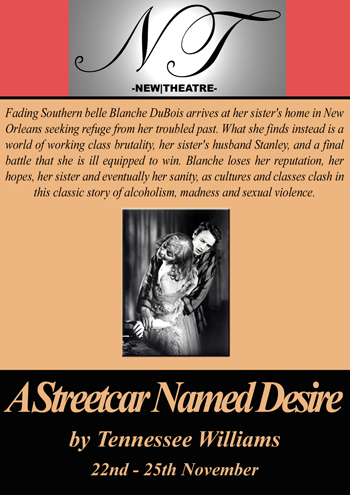 NT
-NEW|THEATRE-
Fading Southern belle Blanche DuBois arrives at her sister's home in New
Orleans seeking refuge from her troubled past. What she finds instead is a
world of working class brutality, her sister's husband Stanley, and a final
battle that she is ill equipped to win. Blanche loses her reputation, her
hopes, her sister and eventually her sanity, as cultures and classes clash in
this classic story of alcoholism, madness and sexual violence.
A Streetcar Named Desire
by Tennessee Williams
22nd - 25th November